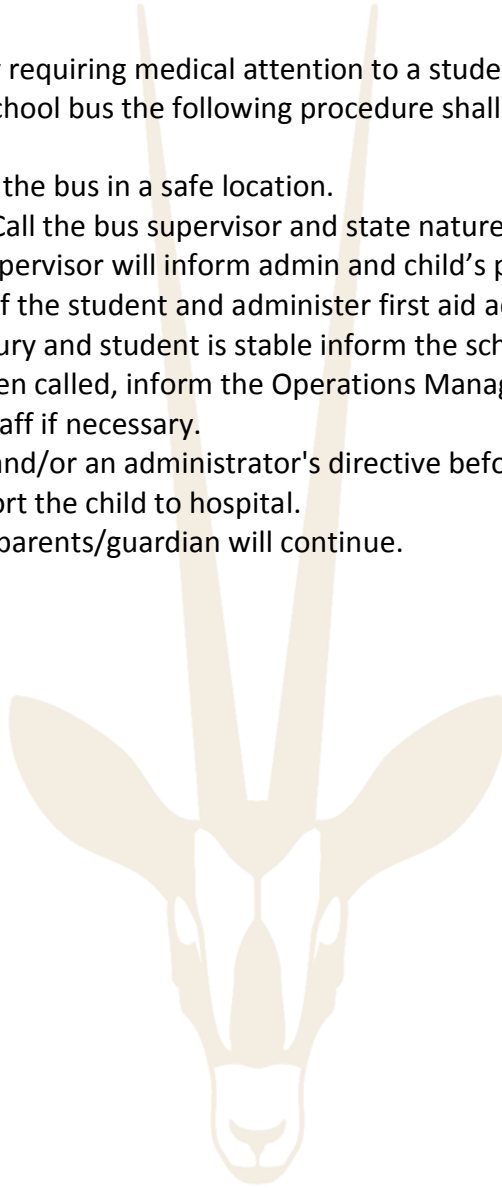 requiring medical attention to a stude
chool bus the following procedure shall
the bus in a safe location.
Call the bus supervisor and state nature
pervisor will inform admin and child's p
f the student and administer first aid a
ury and student is stable inform the sch
en called, inform the Operations Manag
aff if necessary.
and/or an administrator's directive befo
ort the child to hospital.
parents/guardian will continue.